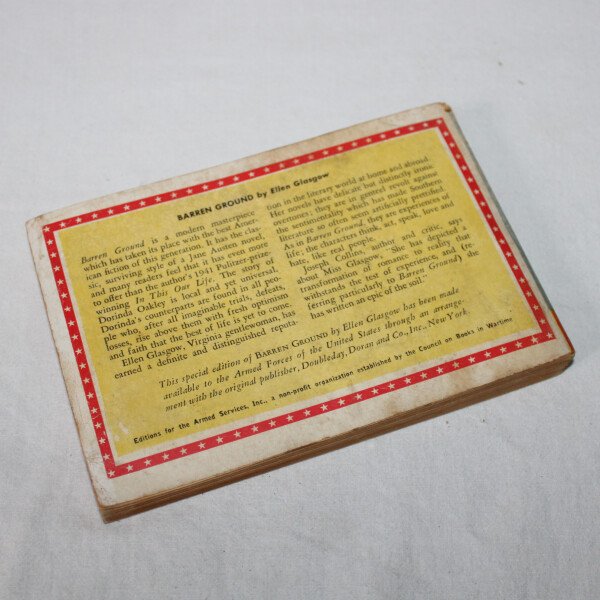 BARREN GROUND by Ellen Glasgow
Barren Ground is a modern masterpiece
which has taken its place with the best Amer-
ican fiction of this generation. It has the clas-
sic, surviving style of a Jane Austen novel,
and many readers feel that it has even more
to offer than the author's 1941 Pulitzer-prize-
winning In This Our Life. The story of
Dorinda Oakley is local and yet universal.
Dorinda's counterparts are found in all peo-
ple who, after all imaginable trials, defeats,
losses, rise above them with fresh optimism
and faith that the best of life is yet to come.
Ellen Glasgow, Virginia gentlewoman, has
earned a definite and distinguished reputa-
tion in the literary world at home and abroad.
Her novels have delicate but distinctly ironic
overtones: they are in general revolt against
the sentimentality which has made Southern
literature so often seem falsely prettified.
As in Barren Ground, they are experiences of
life; the characters think, act, speak, love and
hate, like real people.
Joseph Collins, author and critic, says
about Miss Glasgow, "She has depicted a
transformation of romance to reality that
withstands the test of experience, and (re-
ferring particularly to Barren Ground) she
has written an epic of the soil."
This special edition of BARREN GROUND by Ellen Glasgow has been made
available to the Armed Forces of the United States through an arrange-
ment with the original publisher, Doubleday, Doran and Co., Inc., New York.
Editions for the Armed Services, Inc., a non-profit organization established by the Council on Books in Wartime